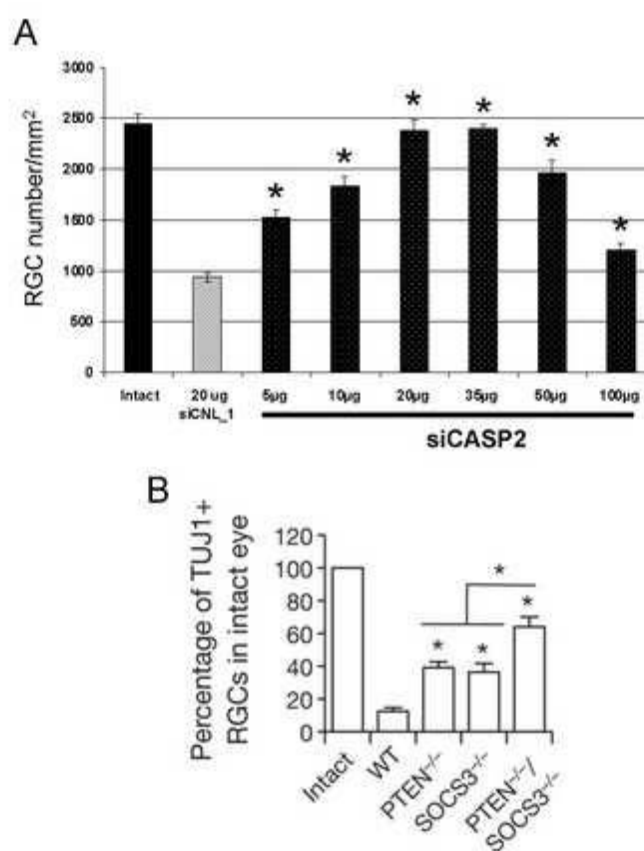 A
RGC number/mm²
3000
2500
2000
1500
1000
500
0
* * * * * *
Intact 20 ug 5µg 10µg 20µg 35µg 50µg 100µg
siCNL_1
siCASP2
B
Percentage of TUJ1+
RGCs in intact eye
120
100
80
60
40
20
0
*
* * *
Intact
WT
PTEN⁻/⁻
SOCS3⁻/⁻
PTEN⁻/⁻/
SOCS3⁻/⁻